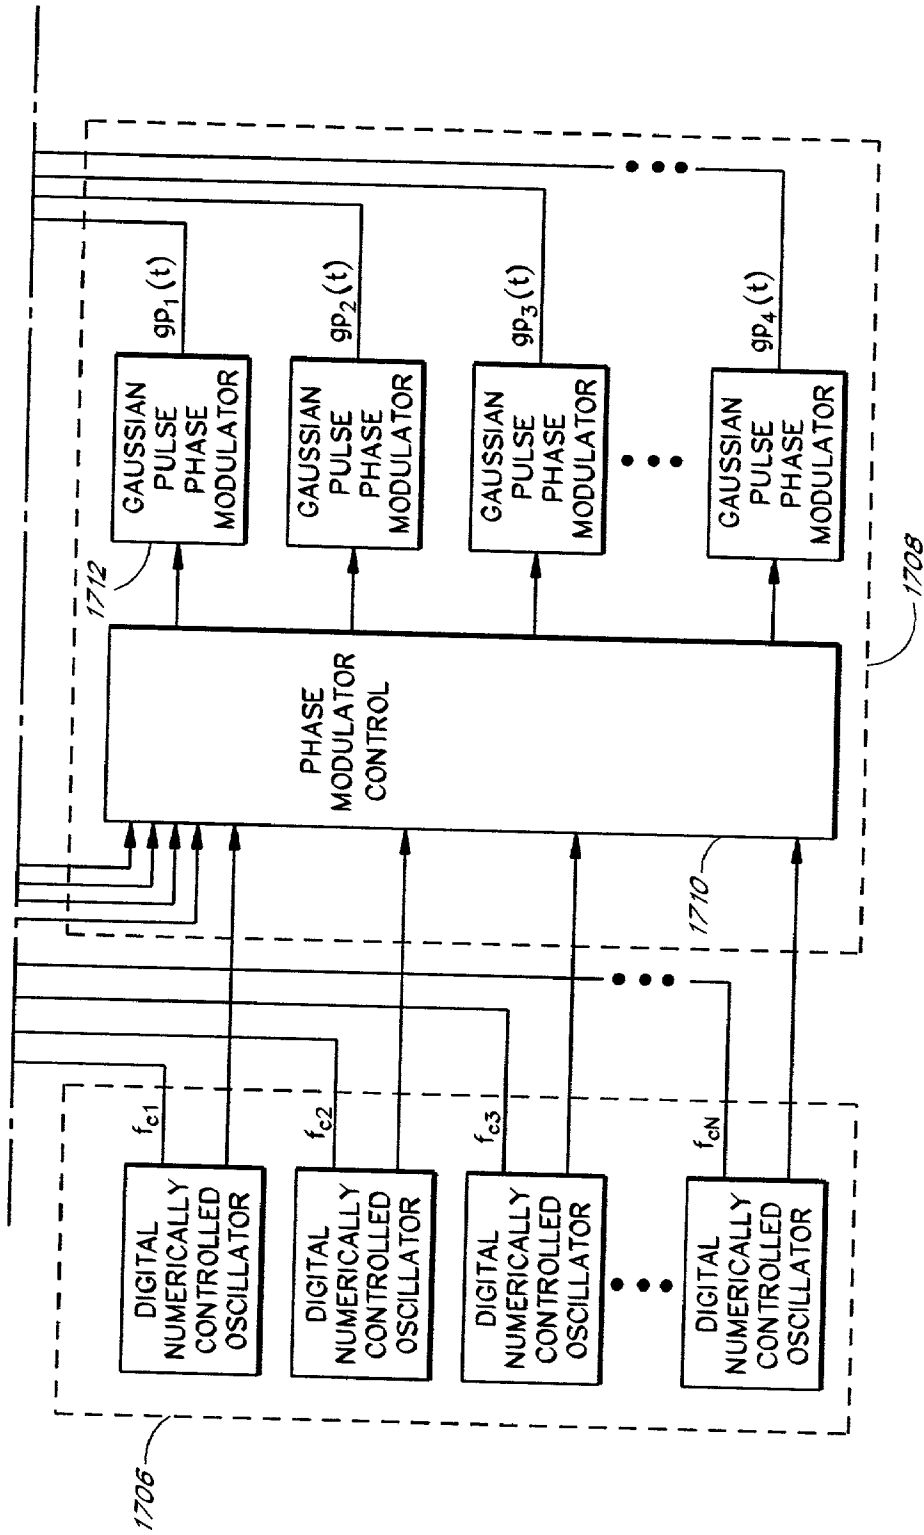 1706
DIGITAL
NUMERICALLY
CONTROLLED
OSCILLATOR
DIGITAL
NUMERICALLY
CONTROLLED
OSCILLATOR
DIGITAL
NUMERICALLY
CONTROLLED
OSCILLATOR
DIGITAL
NUMERICALLY
CONTROLLED
OSCILLATOR
fc1
fc2
fc3
fcN
PHASE
MODULATOR
CONTROL
1710
1712
GAUSSIAN
PULSE
PHASE
MODULATOR
GAUSSIAN
PULSE
PHASE
MODULATOR
GAUSSIAN
PULSE
PHASE
MODULATOR
GAUSSIAN
PULSE
PHASE
MODULATOR
gp1(t)
gp2(t)
gp3(t)
gp4(t)
1708